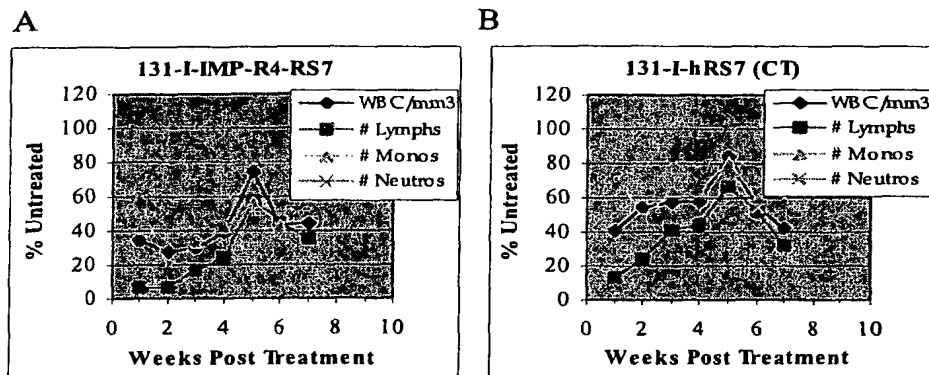 A
131-I-IMP-R4-RS7
120
100
80
60
40
20
0
% Untreated
0 2 4 6 8 10
Weeks Post Treatment
WBC/mm3
# Lymphs
# Monos
# Neutros
B
131-I-hRS7 (CT)
120
100
80
60
40
20
0
% Untreated
0 2 4 6 8 10
Weeks Post Treatment
WBC/mm3
# Lymphs
# Monos
# Neutros